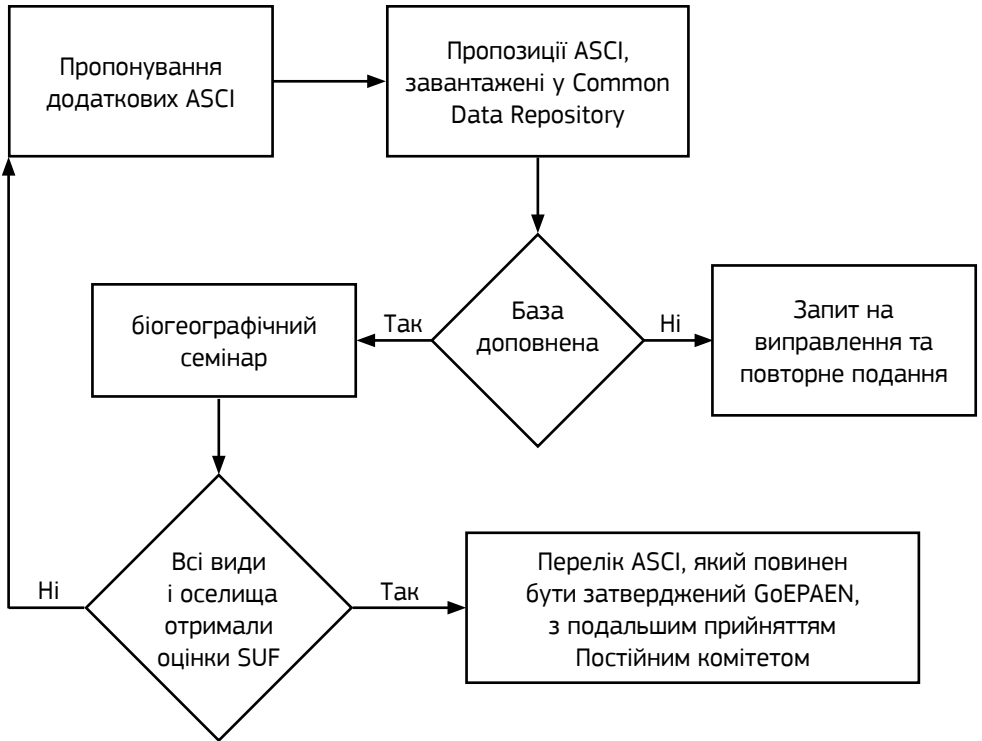 Пропонування
додаткових ASCI
Пропозиції ASCI,
завантажені у Common
Data Repository
База
доповнена
Так
Ні
біогеографічний
семінар
Запит на
виправлення та
повторне подання
Всі види
і оселища
отримали
оцінки SUF
Ні
Так
Перелік ASCI, який повинен
бути затверджений GoEPAEN,
з подальшим прийняттям
Постійним комітетом